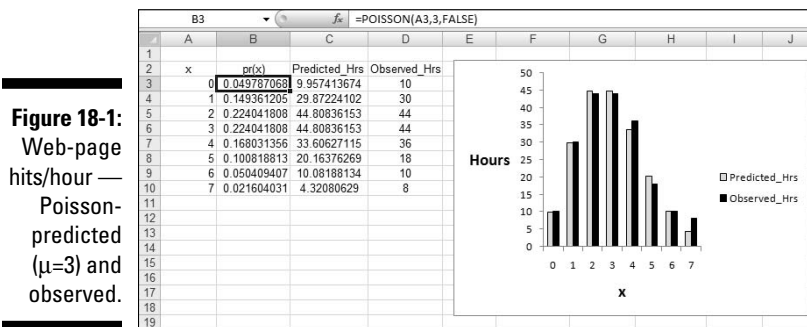 B3 fx =POISSON(A3,3,FALSE)
A B C D E F G H I J
1
2 x pr(x) Predicted_Hrs Observed_Hrs
3 0 0.049787068 9.957413674 10
4 1 0.149361205 29.87224102 30
5 2 0.224041808 44.80836153 44
6 3 0.224041808 44.80836153 44
7 4 0.168031356 33.60627115 36
8 5 0.100818813 20.16376269 18
9 6 0.050409407 10.08188134 10
10 7 0.021604031 4.32080629 8
11
12
13
14
15
16
17
18
19
50
45
40
35
30
25
20
15
10
5
0
Hours
0 1 2 3 4 5 6 7
x
Predicted_Hrs
Observed_Hrs
Figure 18-1:
Web-page
hits/hour —
Poisson-
predicted
(μ=3) and
observed.